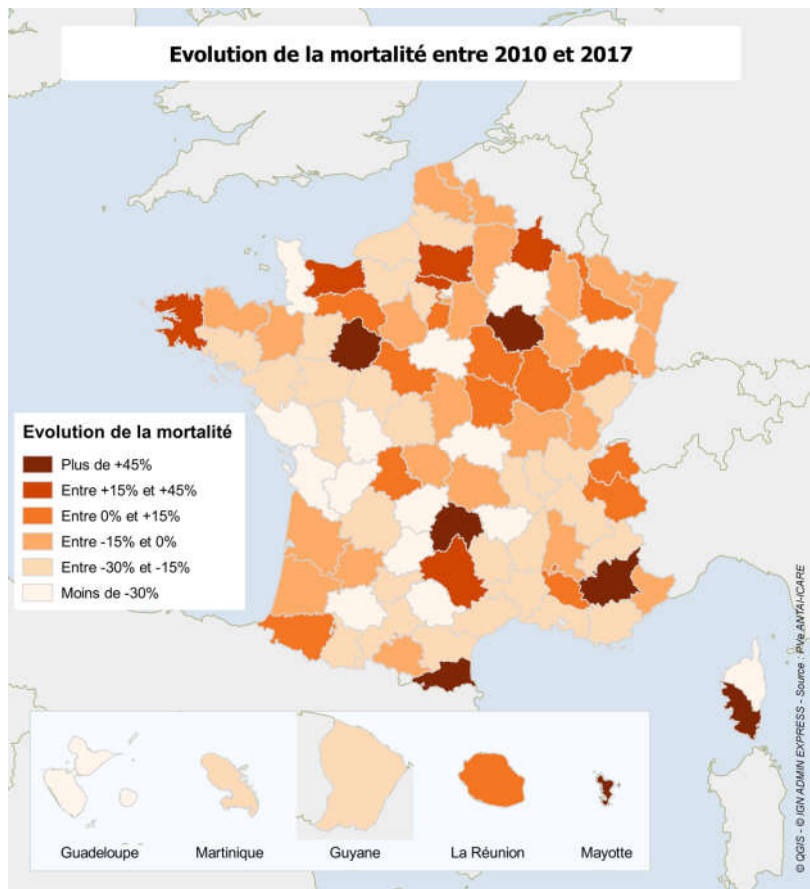 Evolution de la mortalité entre 2010 et 2017
Evolution de la mortalité
Plus de +45%
Entre +15% et +45%
Entre 0% et +15%
Entre -15% et 0%
Entre -30% et -15%
Moins de -30%
Guadeloupe
Martinique
Guyane
La Réunion
Mayotte
© QGIS - © IGN ADMIN EXPRESS - Source : PVe ANTAI-ICARE